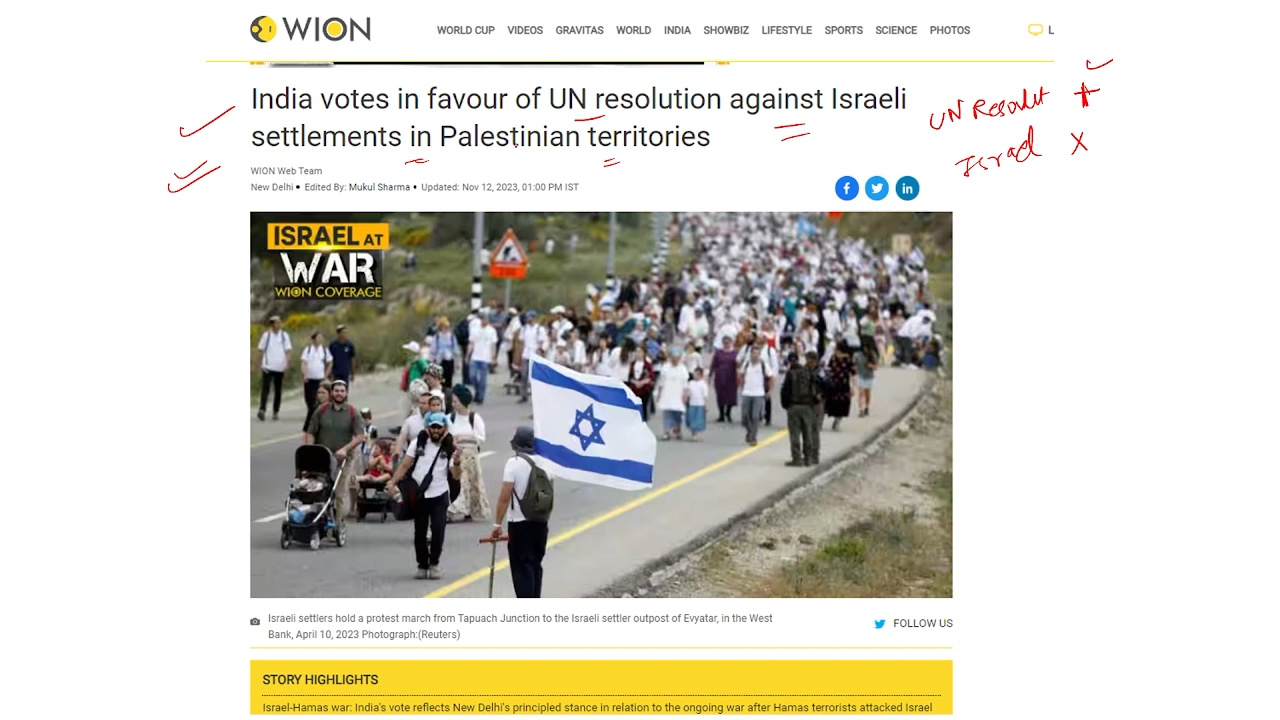 WION
WORLD CUP VIDEOS GRAVITAS WORLD INDIA SHOWBIZ LIFESTYLE SPORTS SCIENCE PHOTOS L
India votes in favour of UN resolution against Israeli
settlements in Palestinian territories
UN Resolut +
Israel X
WION Web Team
New Delhi • Edited By: Mukul Sharma • Updated: Nov 12, 2023, 01:00 PM IST
ISRAEL AT
WAR
WION COVERAGE
Israeli settlers hold a protest march from Tapuach Junction to the Israeli settler outpost of Evyatar, in the West
Bank, April 10, 2023 Photograph:(Reuters)
FOLLOW US
STORY HIGHLIGHTS
Israel-Hamas war: India's vote reflects New Delhi's principled stance in relation to the ongoing war after Hamas terrorists attacked Israel